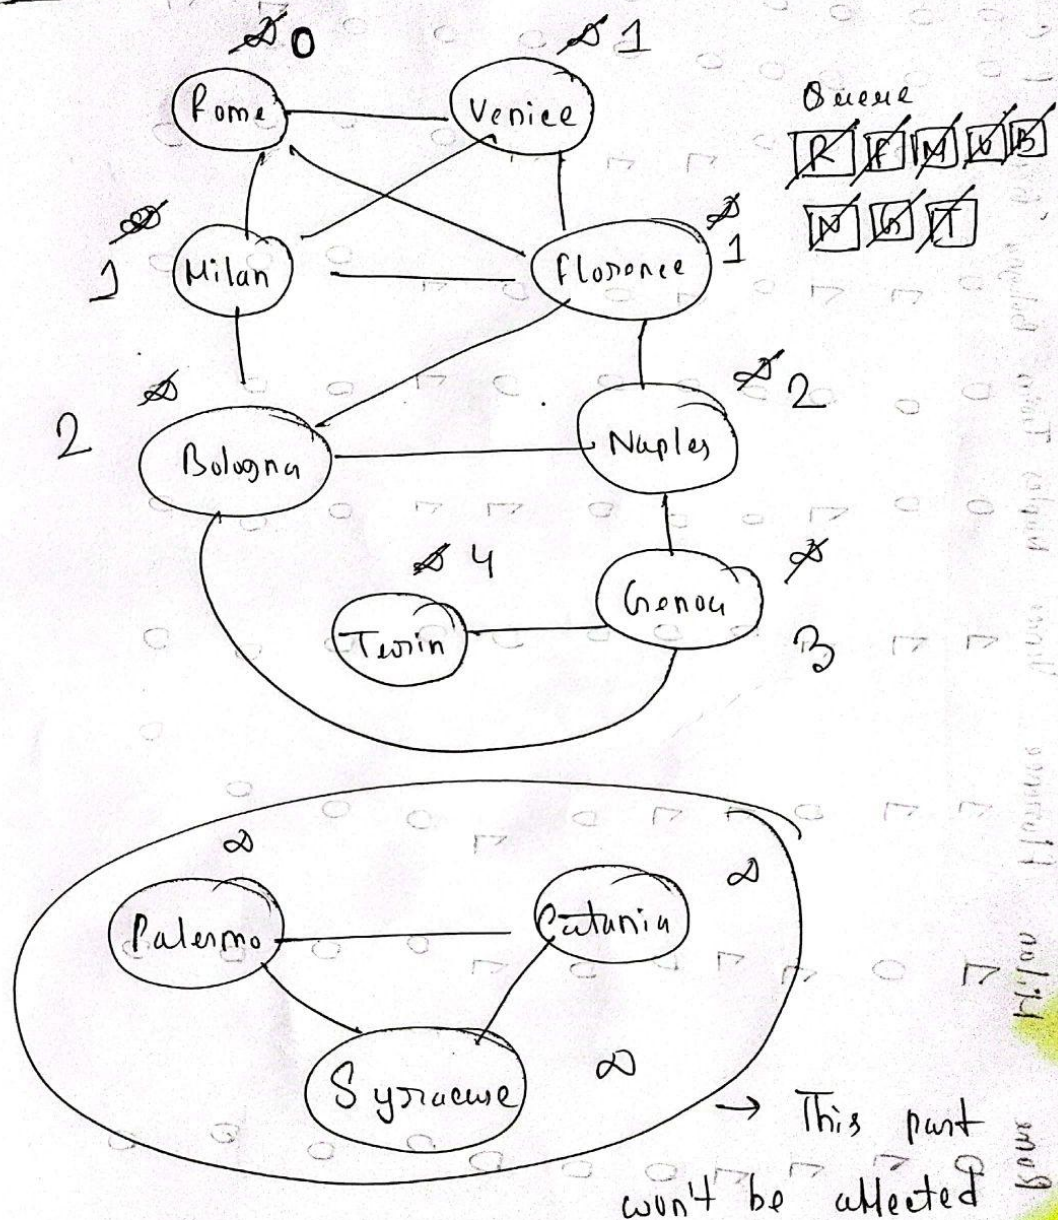 ∞ 0
∞ 1
Rome
Venice
Queue
R F M V B
N G T
∞
1
Milan
Florence
∞
1
∞
2
Bologna
Naples
∞ 2
∞ 4
Turin
Genoa
∞
3
∞
Palermo
Catania
∞
Syracuse
∞
→ This part
won't be affected